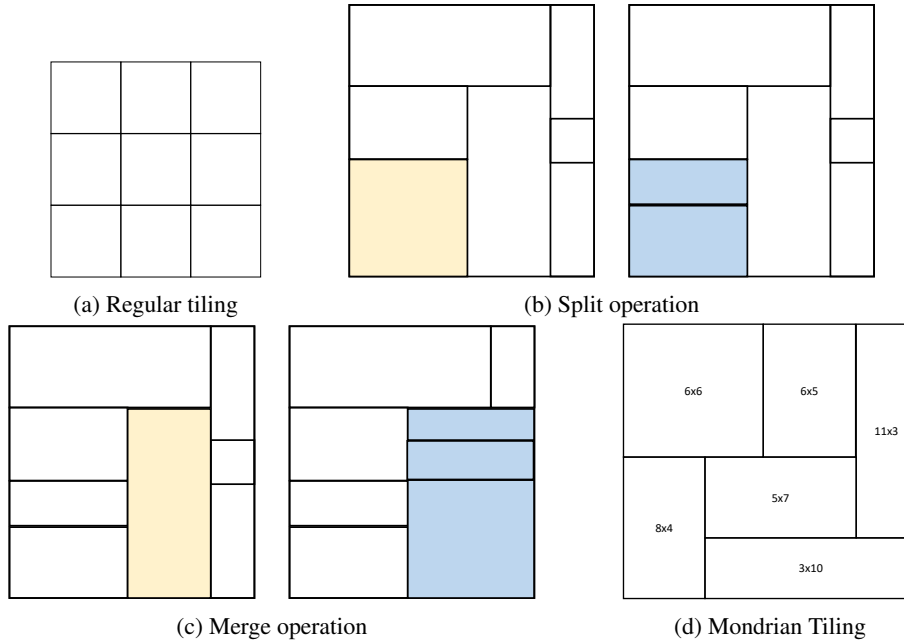 (a) Regular tiling
(b) Split operation
6x6
6x5
11x3
5x7
8x4
3x10
(c) Merge operation
(d) Mondrian Tiling